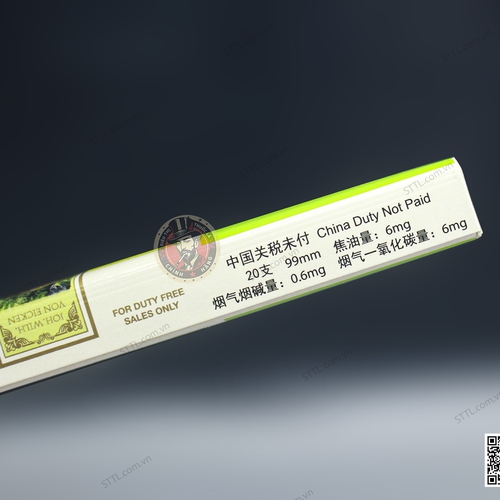 中国关税未付 China Duty Not Paid
20支 99mm 焦油量：6mg
烟气烟碱量：0.6mg 烟气一氧化碳量：6mg
FOR DUTY FREE
SALES ONLY
JOH. WILH.
VON EICKEN
STTL.com.vn